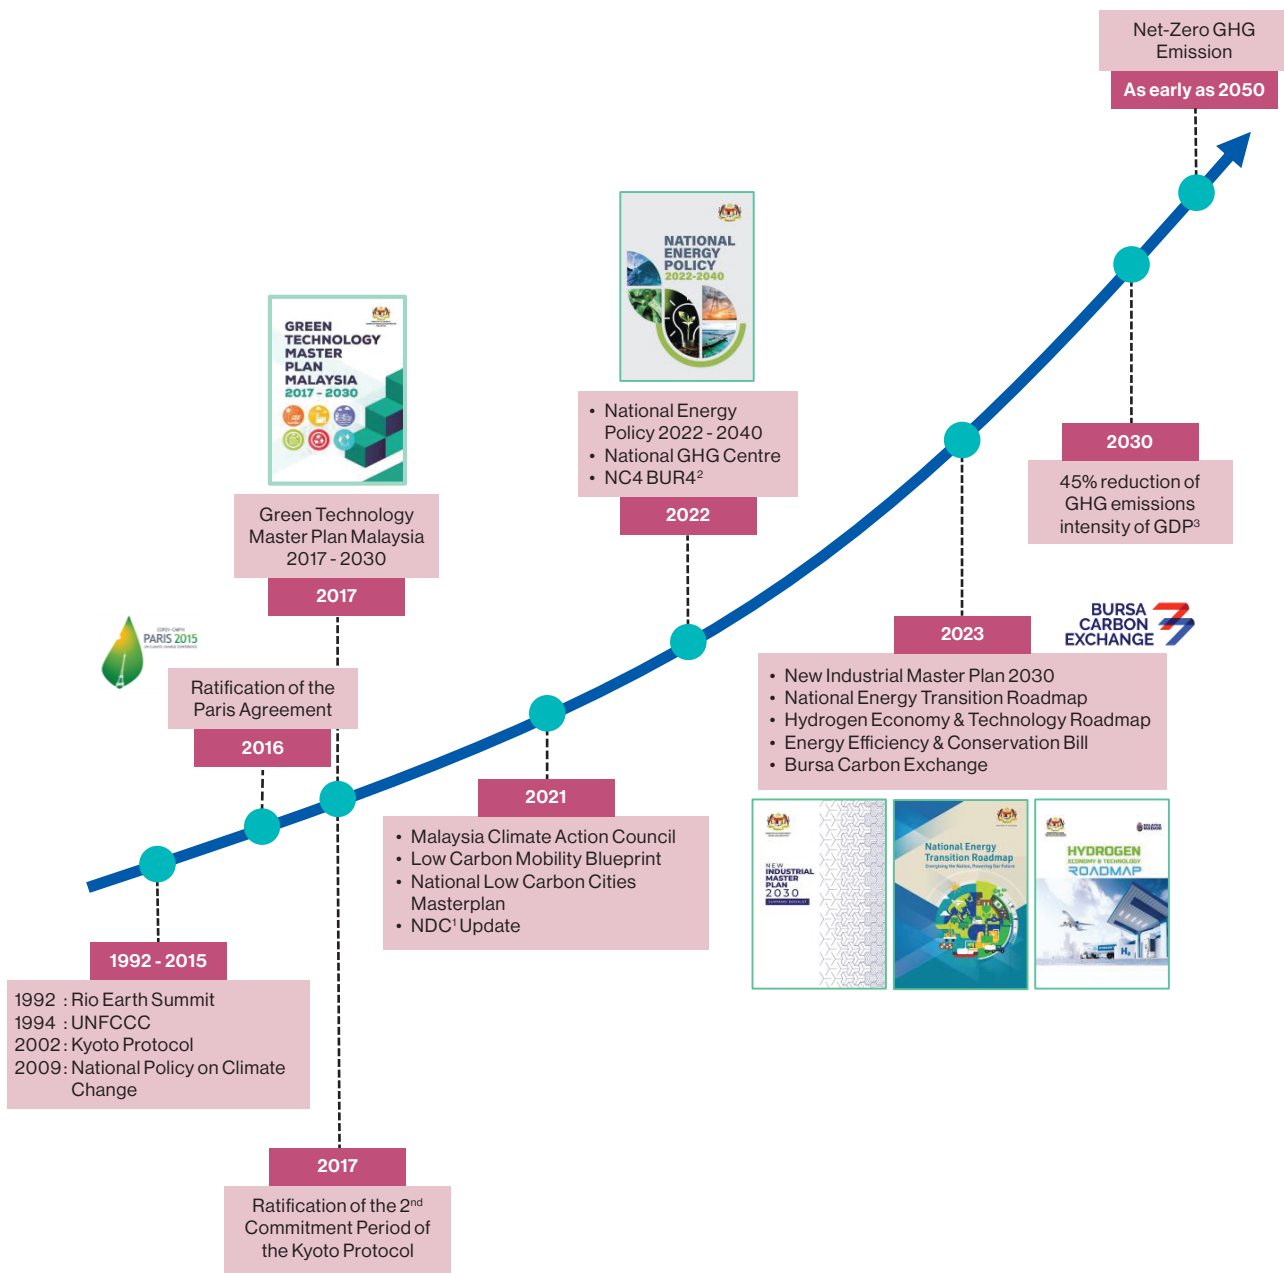 Net-Zero GHG
Emission
As early as 2050
NATIONAL
ENERGY
POLICY
2022-2040
GREEN
TECHNOLOGY
MASTER
PLAN
MALAYSIA
2017 - 2030
• National Energy
Policy 2022 - 2040
• National GHG Centre
• NC4 BUR4²
2022
2030
45% reduction of
GHG emissions
intensity of GDP³
Green Technology
Master Plan Malaysia
2017 - 2030
2017
PARIS 2015
Ratification of the
Paris Agreement
2016
BURSA
CARBON
EXCHANGE
2023
• New Industrial Master Plan 2030
• National Energy Transition Roadmap
• Hydrogen Economy & Technology Roadmap
• Energy Efficiency & Conservation Bill
• Bursa Carbon Exchange
2021
• Malaysia Climate Action Council
• Low Carbon Mobility Blueprint
• National Low Carbon Cities
Masterplan
• NDC¹ Update
NEW
INDUSTRIAL
MASTER
PLAN
2030
National Energy
Transition Roadmap
Energising the Nation, Powering Our Future
HYDROGEN
ECONOMY & TECHNOLOGY
ROADMAP
H₂
1992 - 2015
1992 : Rio Earth Summit
1994 : UNFCCC
2002 : Kyoto Protocol
2009 : National Policy on Climate
Change
2017
Ratification of the 2nd
Commitment Period of
the Kyoto Protocol